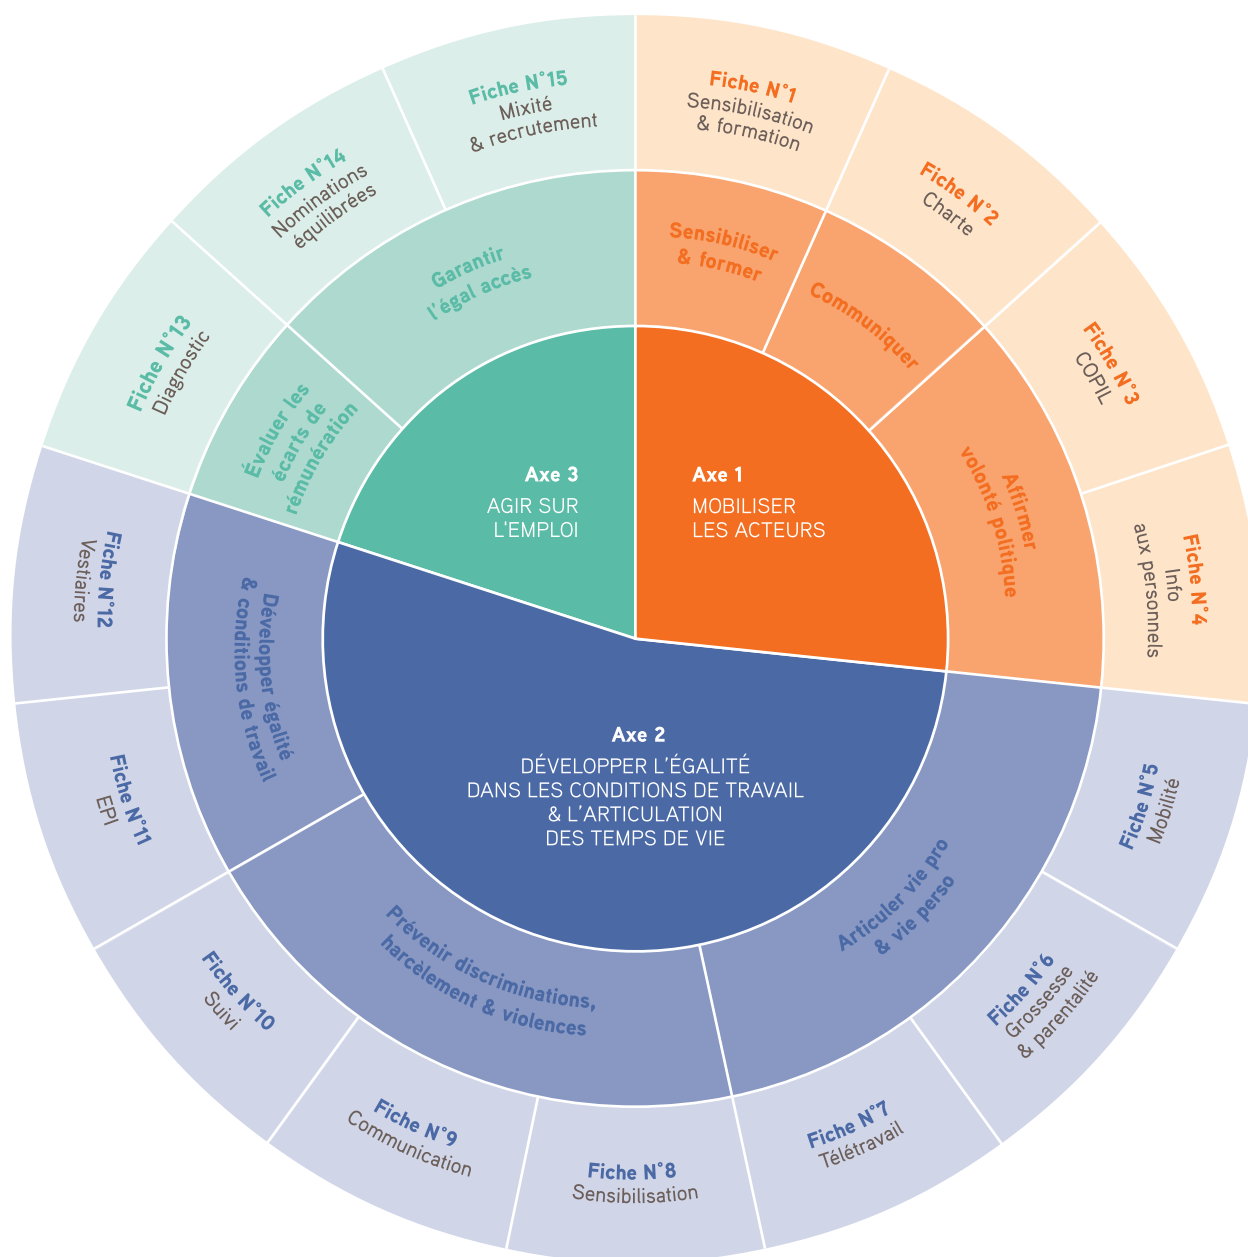 Fiche N°1
Sensibilisation
& formation
Fiche N°2
Charte
Fiche N°3
COPIL
Fiche N°4
Info
aux personnels
Fiche N°5
Mobilité
Fiche N°6
Grossesse
& parentalité
Fiche N°7
Télétravail
Fiche N°8
Sensibilisation
Fiche N°9
Communication
Fiche N°10
Suivi
Fiche N°11
EPI
Fiche N°12
Vestiaires
Fiche N°13
Diagnostic
Fiche N°14
Nominations
équilibrées
Fiche N°15
Mixité
& recrutement
Sensibiliser
& former
Communiquer
Affirmer
volonté politique
Articuler vie pro
& vie perso
Prévenir discriminations,
harcèlement & violences
Développer égalité
& conditions de travail
Évaluer les
écarts de
rémunération
Garantir
l'égal accès
Axe 1
MOBILISER
LES ACTEURS
Axe 2
DÉVELOPPER L'ÉGALITÉ
DANS LES CONDITIONS DE TRAVAIL
& L'ARTICULATION
DES TEMPS DE VIE
Axe 3
AGIR SUR
L'EMPLOI